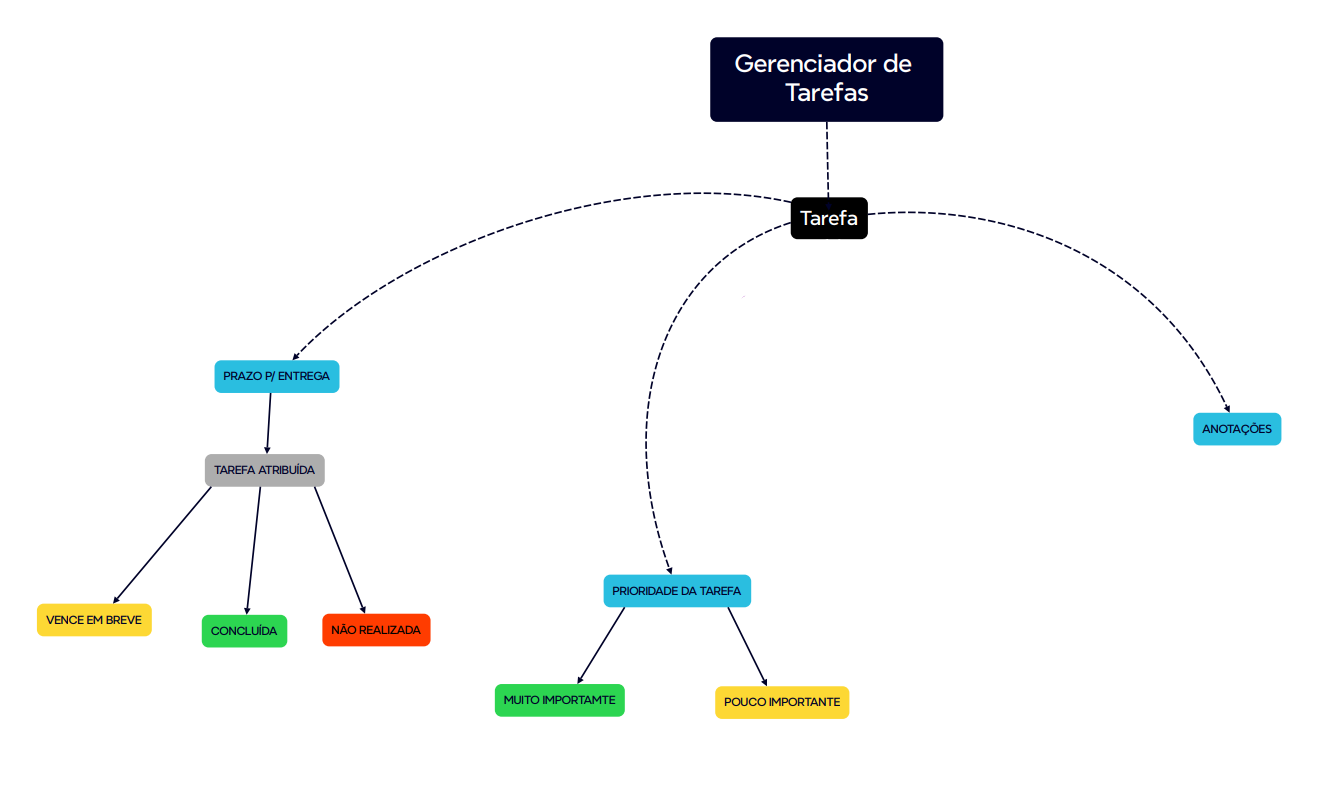 Gerenciador de
Tarefas
Tarefa
PRAZO P/ ENTREGA
ANOTAÇÕES
TAREFA ATRIBUÍDA
PRIORIDADE DA TAREFA
VENCE EM BREVE
CONCLUÍDA
NÃO REALIZADA
MUITO IMPORTAMTE
POUCO IMPORTANTE